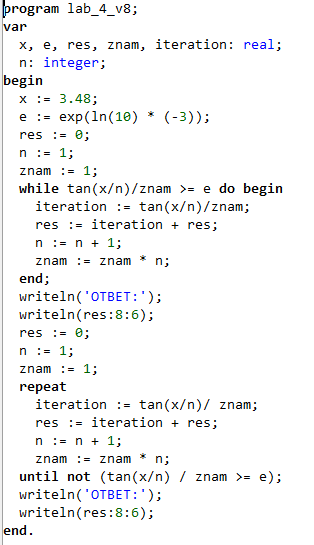 program lab_4_v8;
var
  x, e, res, znam, iteration: real;
  n: integer;
begin
  x := 3.48;
  e := exp(ln(10) * (-3));
  res := 0;
  n := 1;
  znam := 1;
  while tan(x/n)/znam >= e do begin
    iteration := tan(x/n)/znam;
    res := iteration + res;
    n := n + 1;
    znam := znam * n;
  end;
  writeln('ОТВЕТ:');
  writeln(res:8:6);
  res := 0;
  n := 1;
  znam := 1;
  repeat
    iteration := tan(x/n)/ znam;
    res := iteration + res;
    n := n + 1;
    znam := znam * n;
  until not (tan(x/n) / znam >= e);
  writeln('ОТВЕТ:');
  writeln(res:8:6);
end.